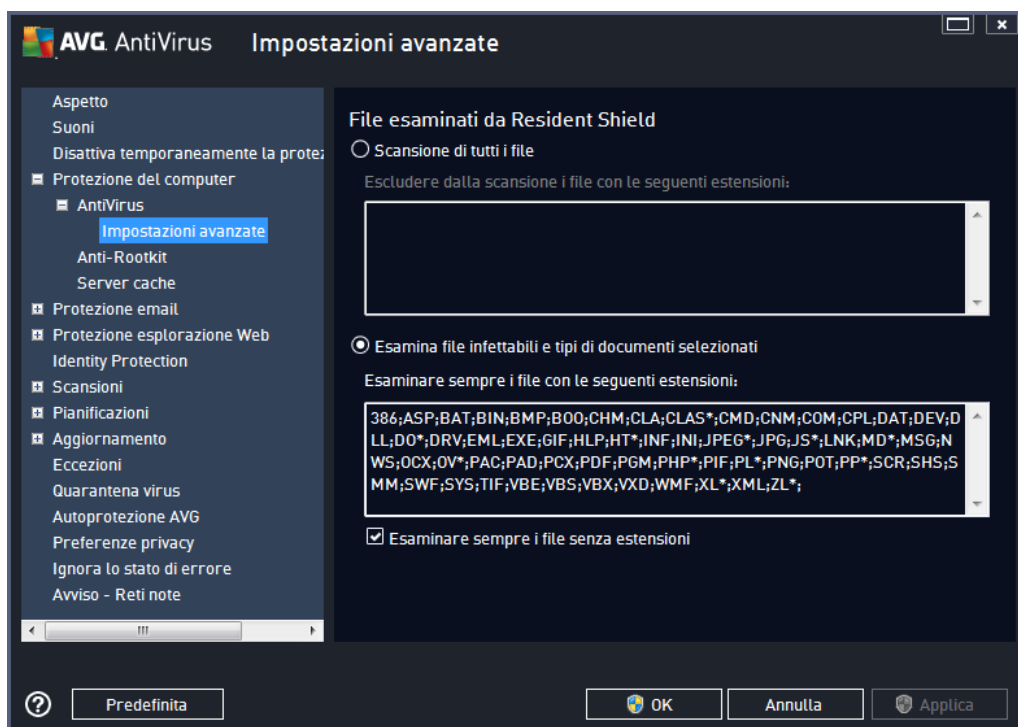 AVG. AntiVirus Impostazioni avanzate
Aspetto
Suoni
Disattiva temporaneamente la protez
Protezione del computer
AntiVirus
Impostazioni avanzate
Anti-Rootkit
Server cache
Protezione email
Protezione esplorazione Web
Identity Protection
Scansioni
Pianificazioni
Aggiornamento
Eccezioni
Quarantena virus
Autoprotezione AVG
Preferenze privacy
Ignora lo stato di errore
Avviso - Reti note
File esaminati da Resident Shield
Scansione di tutti i file
Escludere dalla scansione i file con le seguenti estensioni:
Esamina file infettabili e tipi di documenti selezionati
Esaminare sempre i file con le seguenti estensioni:
386;ASP;BAT;BIN;BMP;BOO;CHM;CLA;CLAS*;CMD;CNM;COM;CPL;DAT;DEV;D
LL;DO*;DRV;EML;EXE;GIF;HLP;HT*;INF;INI;JPEG*;JPG;JS*;LNK;MD*;MSG;N
WS;OCX;OV*;PAC;PAD;PCX;PDF;PGM;PHP*;PIF;PL*;PNG;POT;PP*;SCR;SHS;S
MM;SWF;SYS;TIF;VBE;VBS;VBX;VXD;WMF;XL*;XML;ZL*;
Esaminare sempre i file senza estensioni
? Predefinita OK Annulla Applica